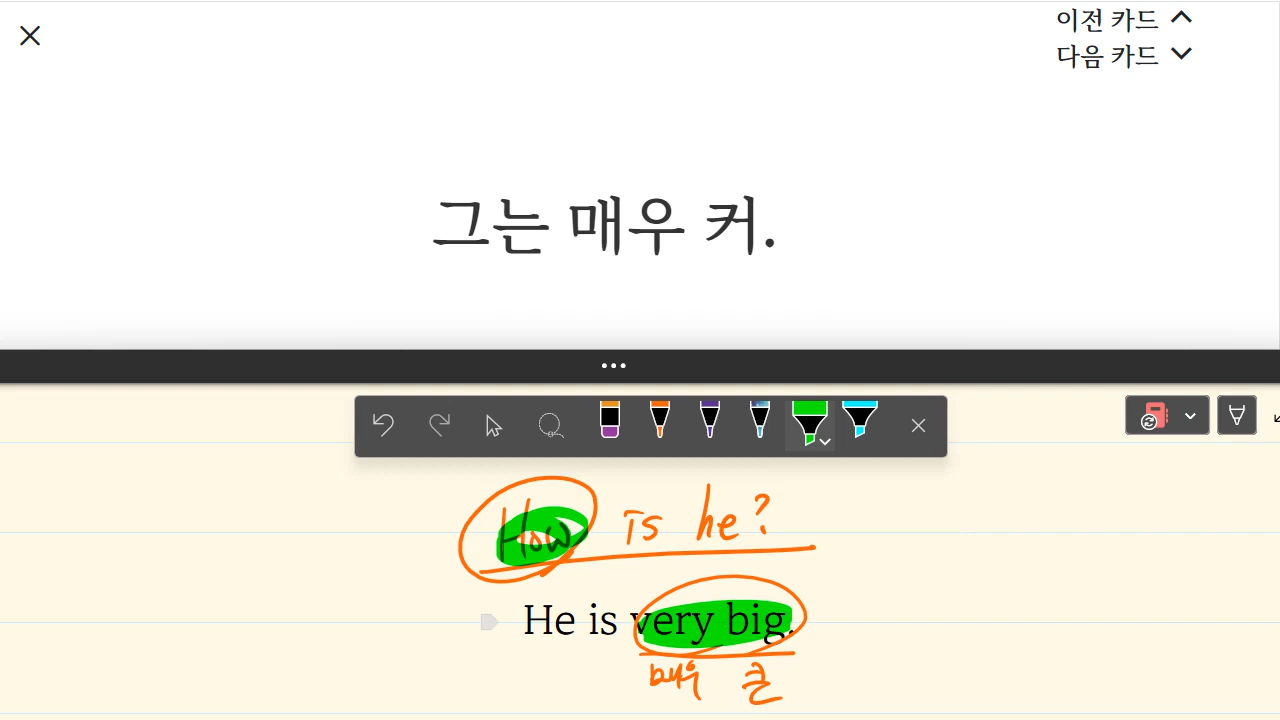 이전 카드
다음 카드
그는 매우 커.
How is he?
He is very big.
매우 큰